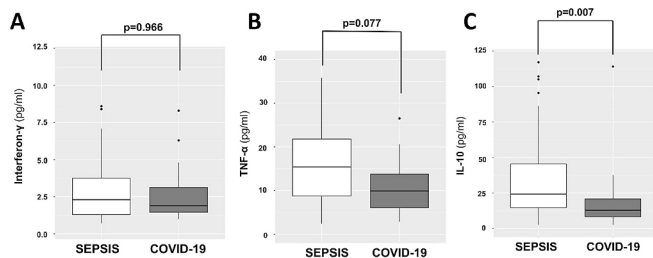 A
p=0.966
Interferon-γ (pg/ml)
12.5
10.0
7.5
5.0
2.5
0.0
SEPSIS COVID-19
B
p=0.077
TNF-α (pg/ml)
40
30
20
10
0
SEPSIS COVID-19
C
p=0.007
IL-10 (pg/ml)
125
100
75
50
25
0
SEPSIS COVID-19